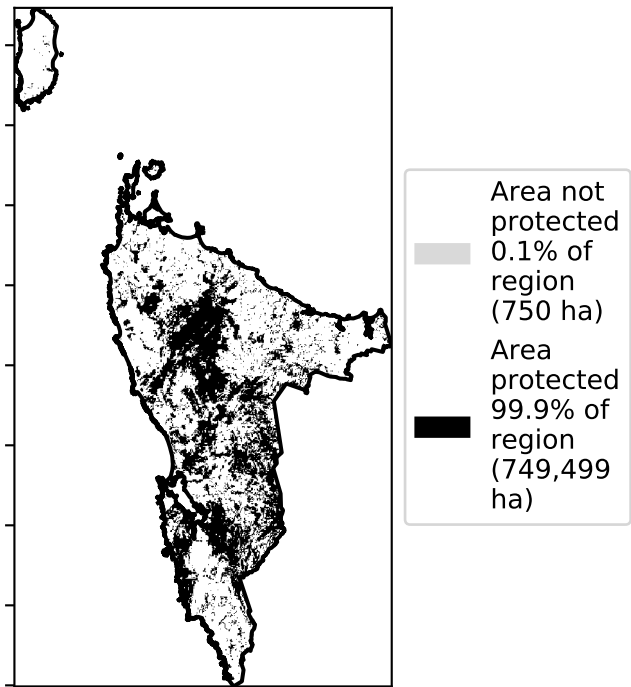 Area not
protected
0.1% of
region
(750 ha)
Area
protected
99.9% of
region
(749,499
ha)